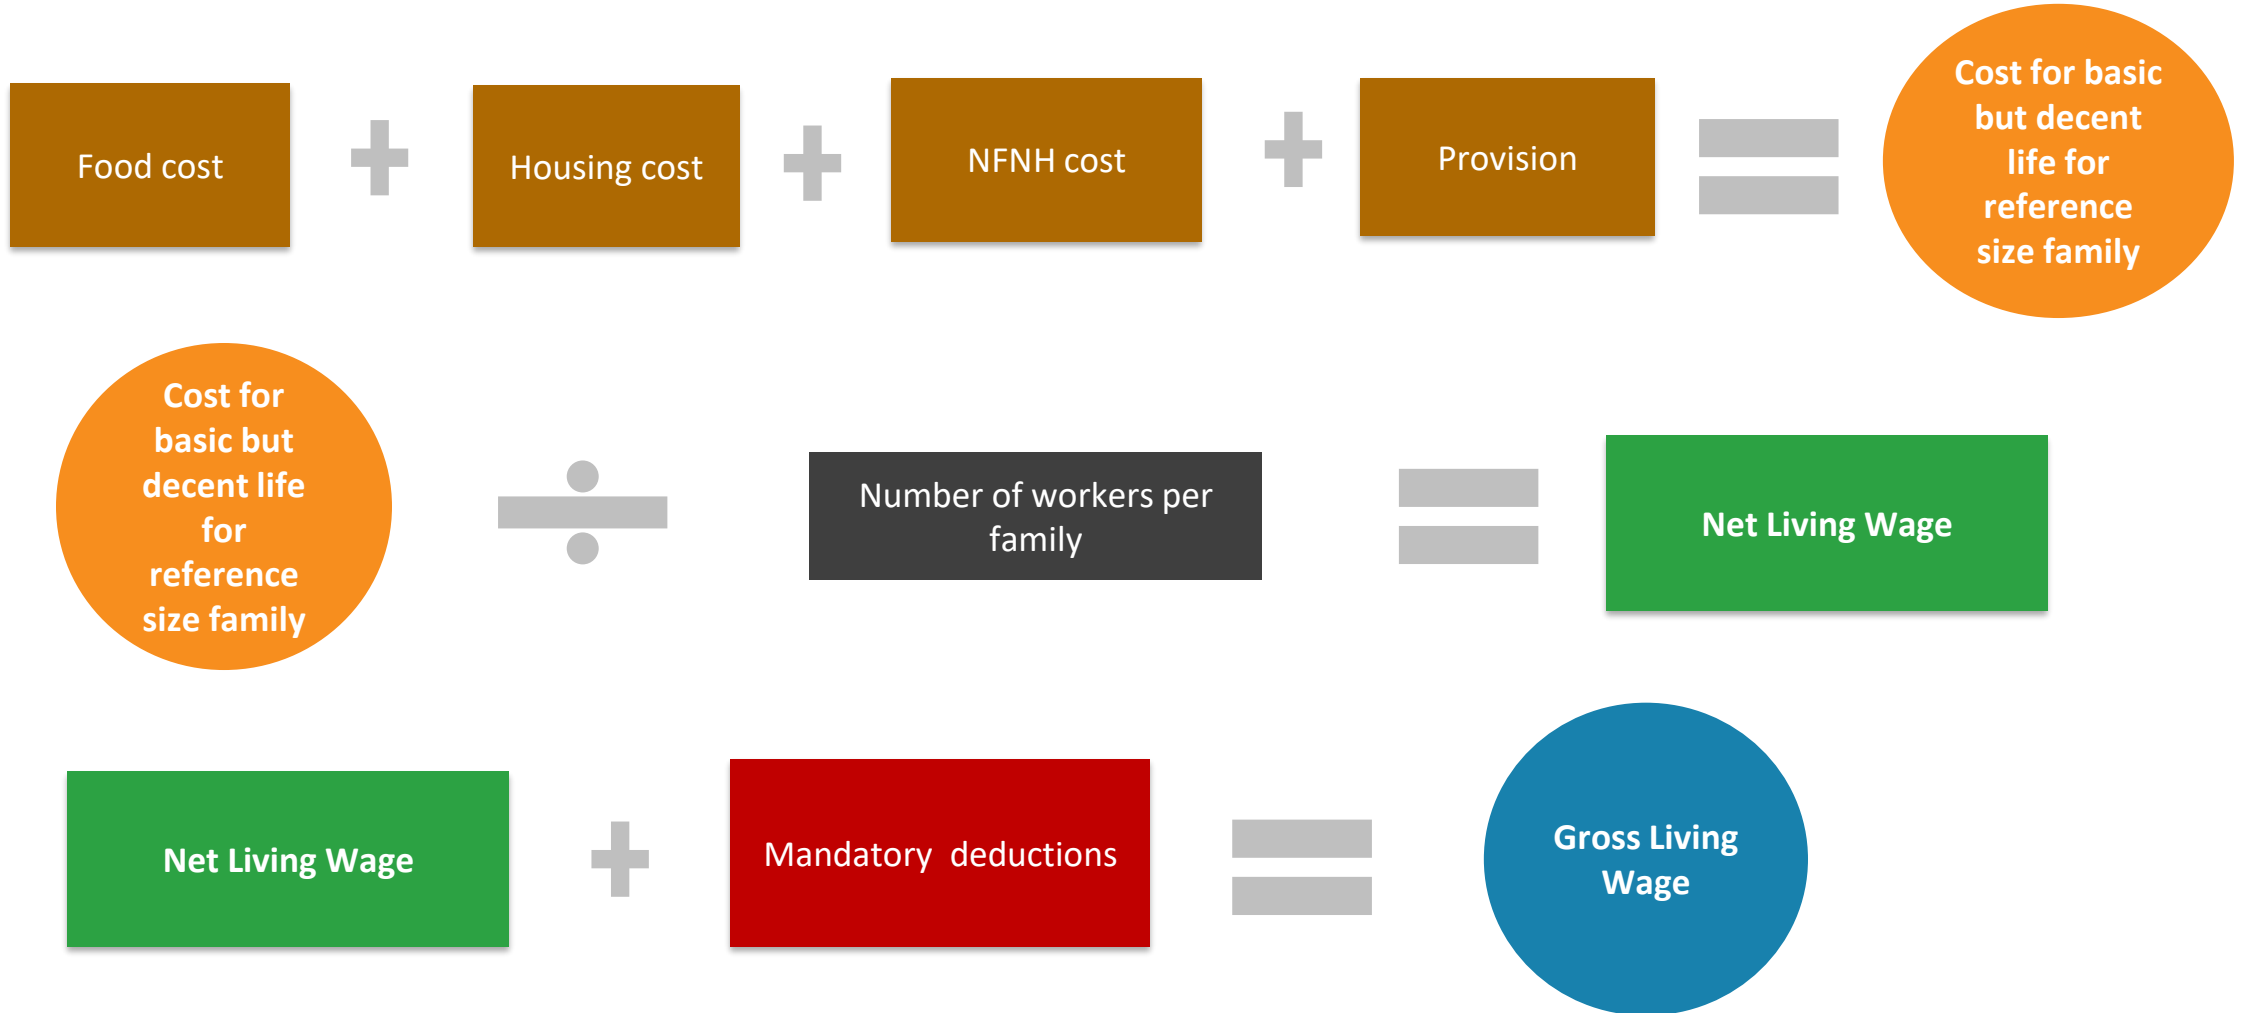 Food cost
Housing cost
NFNH cost
Provision
Cost for basic
but decent
life for
reference
size family
Cost for
basic but
decent life
for
reference
size family
Number of workers per
family
Net Living Wage
Net Living Wage
Mandatory  deductions
Gross Living
Wage